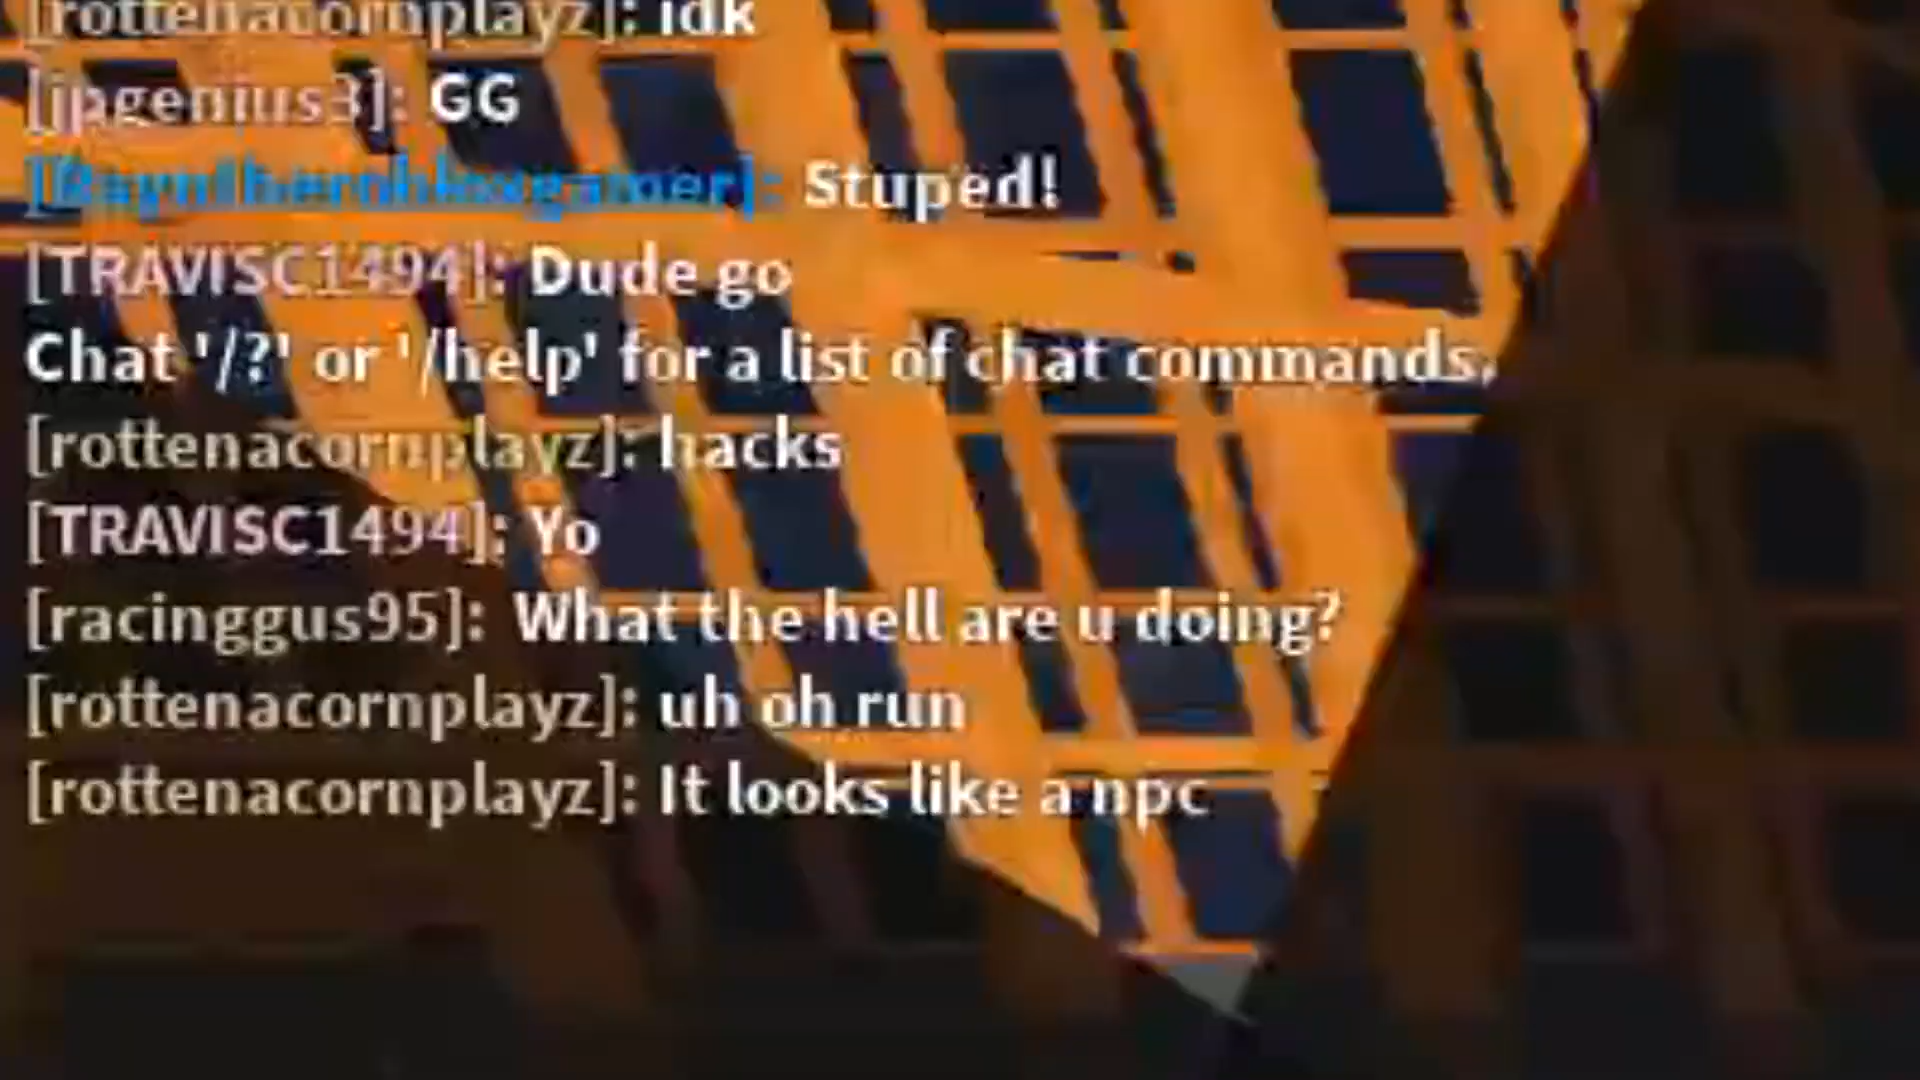 [rottenacornplayz]: idk
[jpgenius3]: GG
Stuped!
[TRAVISC1494]: Dude go
Chat '/?' or '/help' for a list of chat commands.
[rottenacornplayz]: hacks
[TRAVISC1494]: Yo
[racinggus95]: What the hell are u doing?
[rottenacornplayz]: uh oh run
[rottenacornplayz]: It looks like a npc